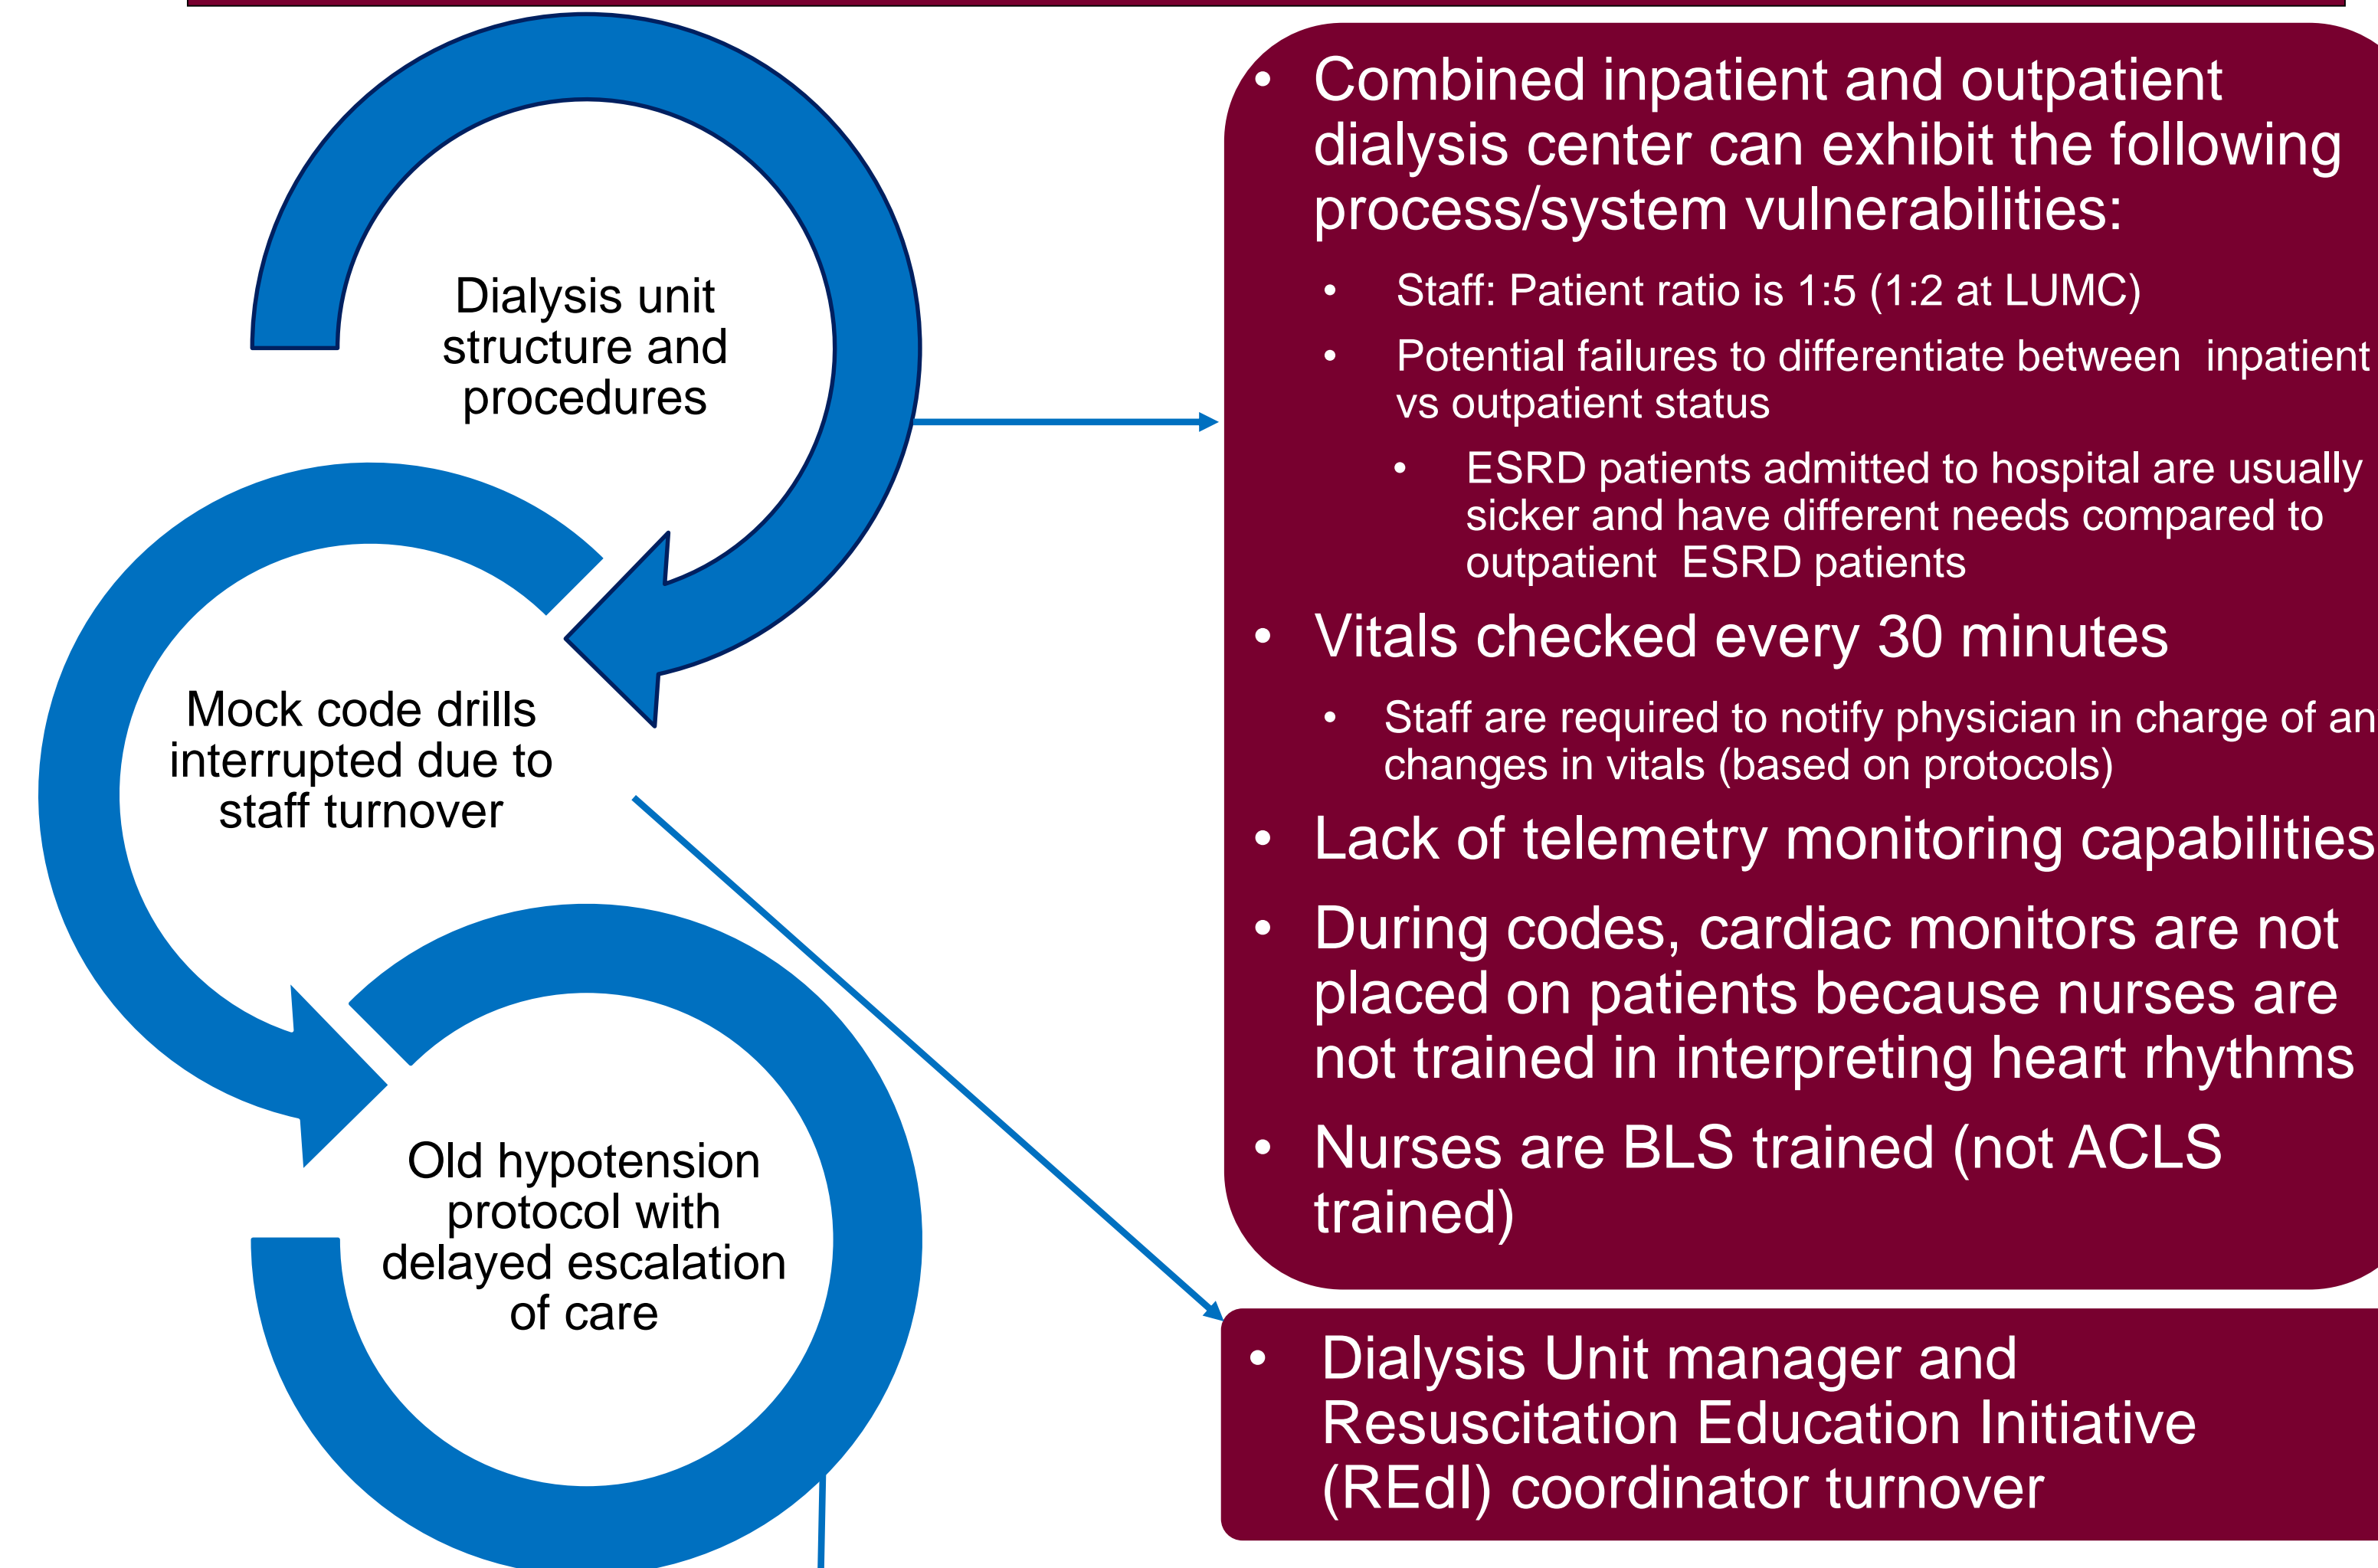 Dialysis unit
structure and
procedures
Mock code drills
interrupted due to
staff turnover
Old hypotension
protocol with
delayed escalation
of care
• Combined inpatient and outpatient
dialysis center can exhibit the following
process/system vulnerabilities:
• Staff: Patient ratio is 1:5 (1:2 at LUMC)
• Potential failures to differentiate between inpatient
vs outpatient status
• ESRD patients admitted to hospital are usually
sicker and have different needs compared to
outpatient ESRD patients
• Vitals checked every 30 minutes
• Staff are required to notify physician in charge of an
changes in vitals (based on protocols)
• Lack of telemetry monitoring capabilities
• During codes, cardiac monitors are not
placed on patients because nurses are
not trained in interpreting heart rhythms
• Nurses are BLS trained (not ACLS
trained)
• Dialysis Unit manager and
Resuscitation Education Initiative
(REdI) coordinator turnover